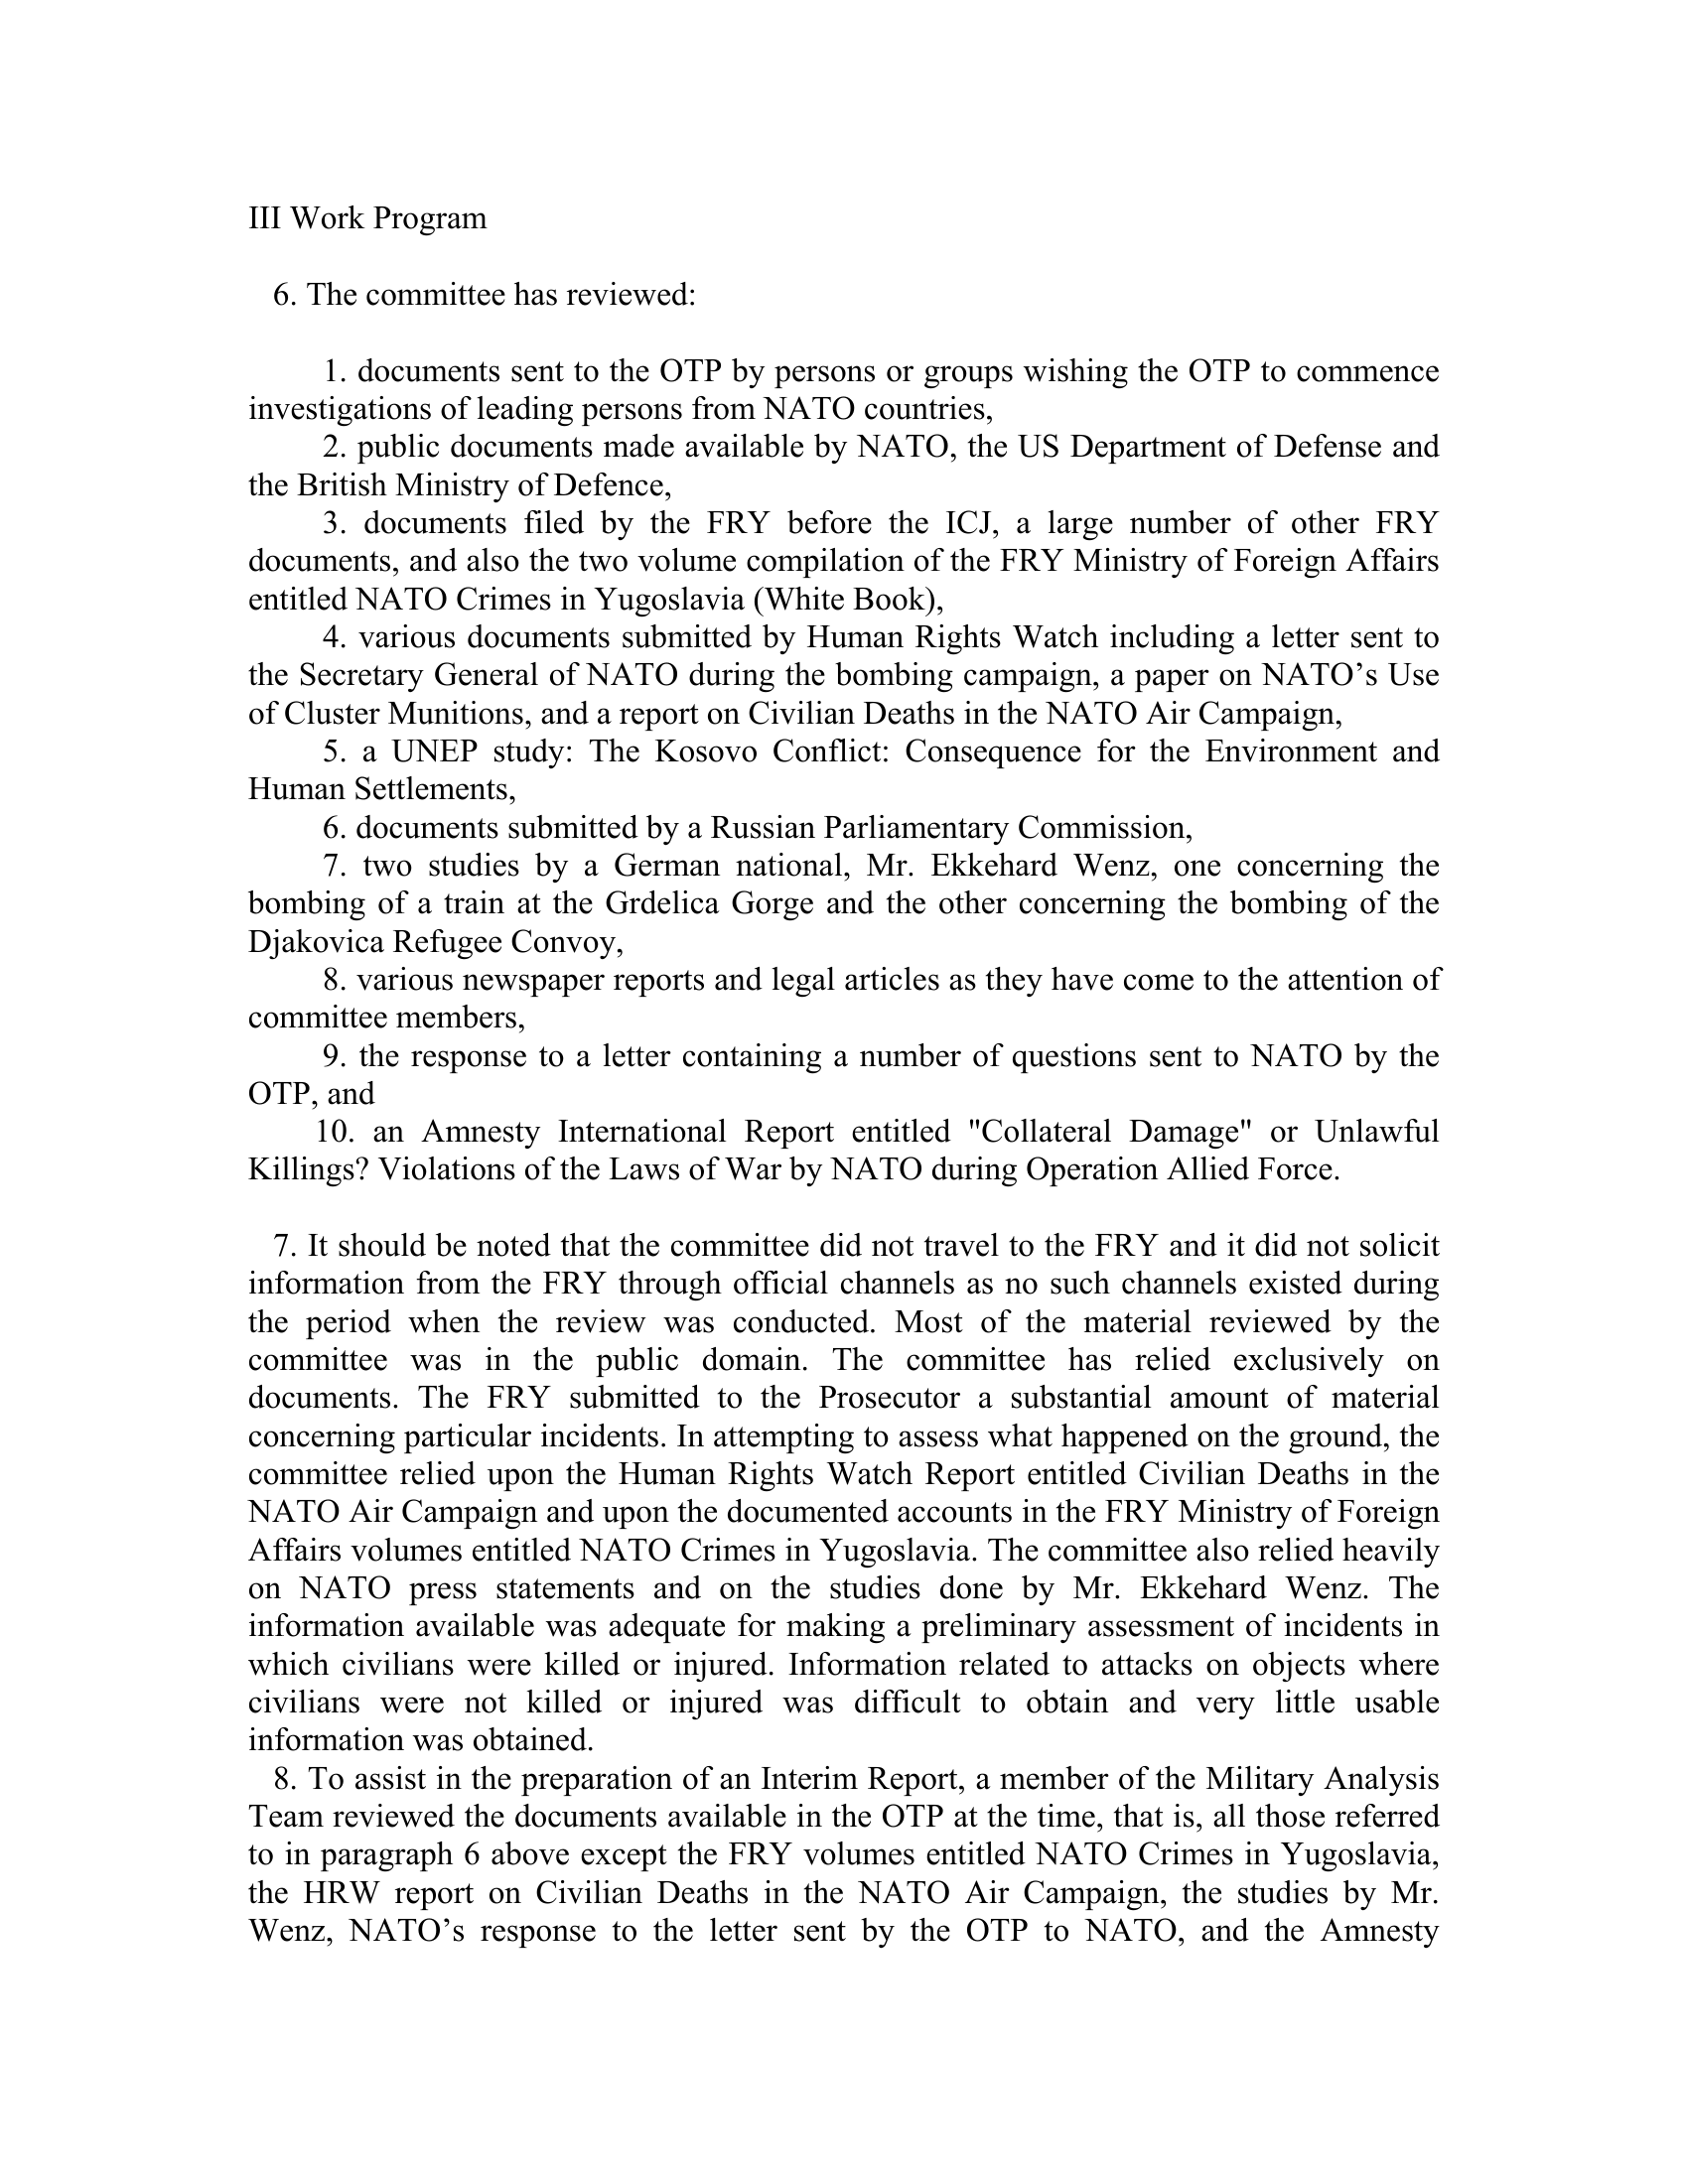 III Work Program
6. The committee has reviewed:
1. documents sent to the OTP by persons or groups wishing the OTP to commence
investigations of leading persons from NATO countries,
2. public documents made available by NATO, the US Department of Defense and
the British Ministry of Defence,
3. documents filed by the FRY before the ICJ, a large number of other FRY
documents, and also the two volume compilation of the FRY Ministry of Foreign Affairs
entitled NATO Crimes in Yugoslavia (White Book),
4. various documents submitted by Human Rights Watch including a letter sent to
the Secretary General of NATO during the bombing campaign, a paper on NATO’s Use
of Cluster Munitions, and a report on Civilian Deaths in the NATO Air Campaign,
5. a UNEP study: The Kosovo Conflict: Consequence for the Environment and
Human Settlements,
6. documents submitted by a Russian Parliamentary Commission,
7. two studies by a German national, Mr. Ekkehard Wenz, one concerning the
bombing of a train at the Grdelica Gorge and the other concerning the bombing of the
Djakovica Refugee Convoy,
8. various newspaper reports and legal articles as they have come to the attention of
committee members,
9. the response to a letter containing a number of questions sent to NATO by the
OTP, and
10. an Amnesty International Report entitled "Collateral Damage" or Unlawful
Killings? Violations of the Laws of War by NATO during Operation Allied Force.
7. It should be noted that the committee did not travel to the FRY and it did not solicit
information from the FRY through official channels as no such channels existed during
the period when the review was conducted. Most of the material reviewed by the
committee was in the public domain. The committee has relied exclusively on
documents. The FRY submitted to the Prosecutor a substantial amount of material
concerning particular incidents. In attempting to assess what happened on the ground, the
committee relied upon the Human Rights Watch Report entitled Civilian Deaths in the
NATO Air Campaign and upon the documented accounts in the FRY Ministry of Foreign
Affairs volumes entitled NATO Crimes in Yugoslavia. The committee also relied heavily
on NATO press statements and on the studies done by Mr. Ekkehard Wenz. The
information available was adequate for making a preliminary assessment of incidents in
which civilians were killed or injured. Information related to attacks on objects where
civilians were not killed or injured was difficult to obtain and very little usable
information was obtained.
8. To assist in the preparation of an Interim Report, a member of the Military Analysis
Team reviewed the documents available in the OTP at the time, that is, all those referred
to in paragraph 6 above except the FRY volumes entitled NATO Crimes in Yugoslavia,
the HRW report on Civilian Deaths in the NATO Air Campaign, the studies by Mr.
Wenz, NATO’s response to the letter sent by the OTP to NATO, and the Amnesty